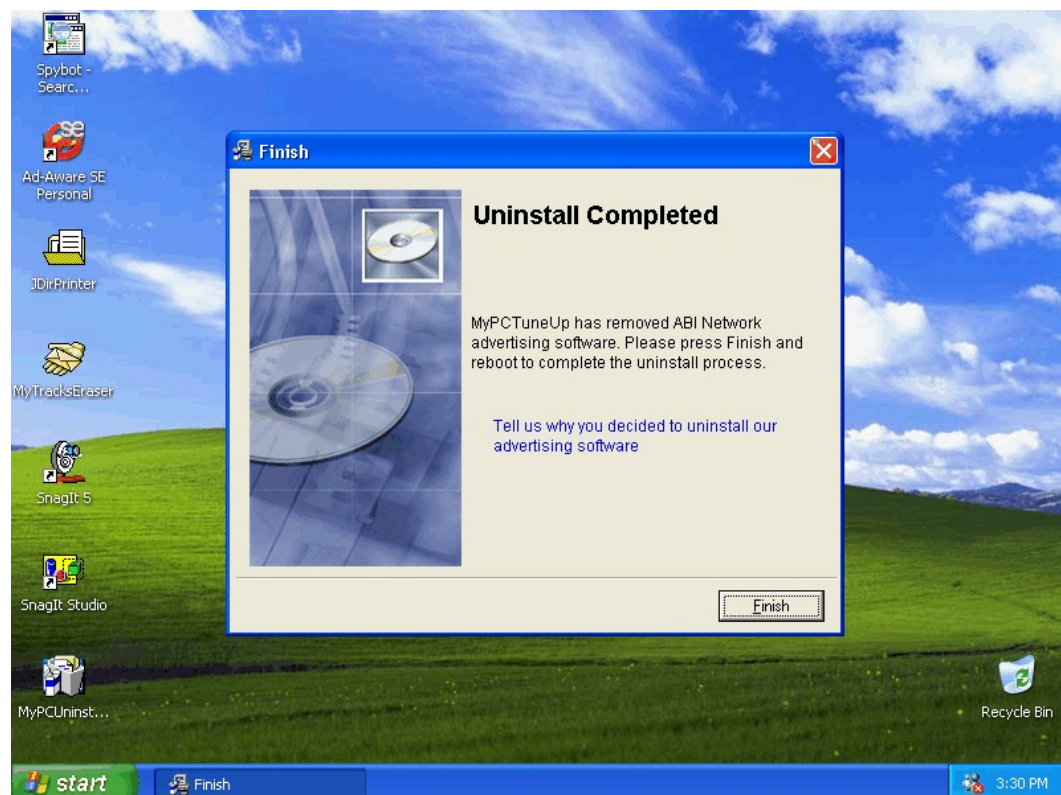 Spybot -
Searc...
Ad-Aware SE
Personal
JDirPrinter
MyTracksEraser
SnagIt 5
SnagIt Studio
MyPCUninst...
Finish
Uninstall Completed
MyPCTuneUp has removed ABI Network
advertising software. Please press Finish and
reboot to complete the uninstall process.
Tell us why you decided to uninstall our
advertising software
Finish
Recycle Bin
start
Finish
3:30 PM